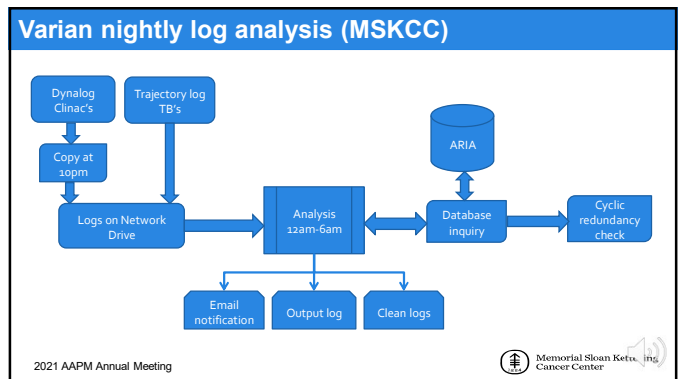 Varian nightly log analysis (MSKCC)
Dynalog
Clinac's
Trajectory log
TB's
Copy at
10pm
Logs on Network
Drive
Analysis
12am-6am
ARIA
Database
inquiry
Cyclic
redundancy
check
Email
notification
Output log
Clean logs
2021 AAPM Annual Meeting
Memorial Sloan Kettering
Cancer Center